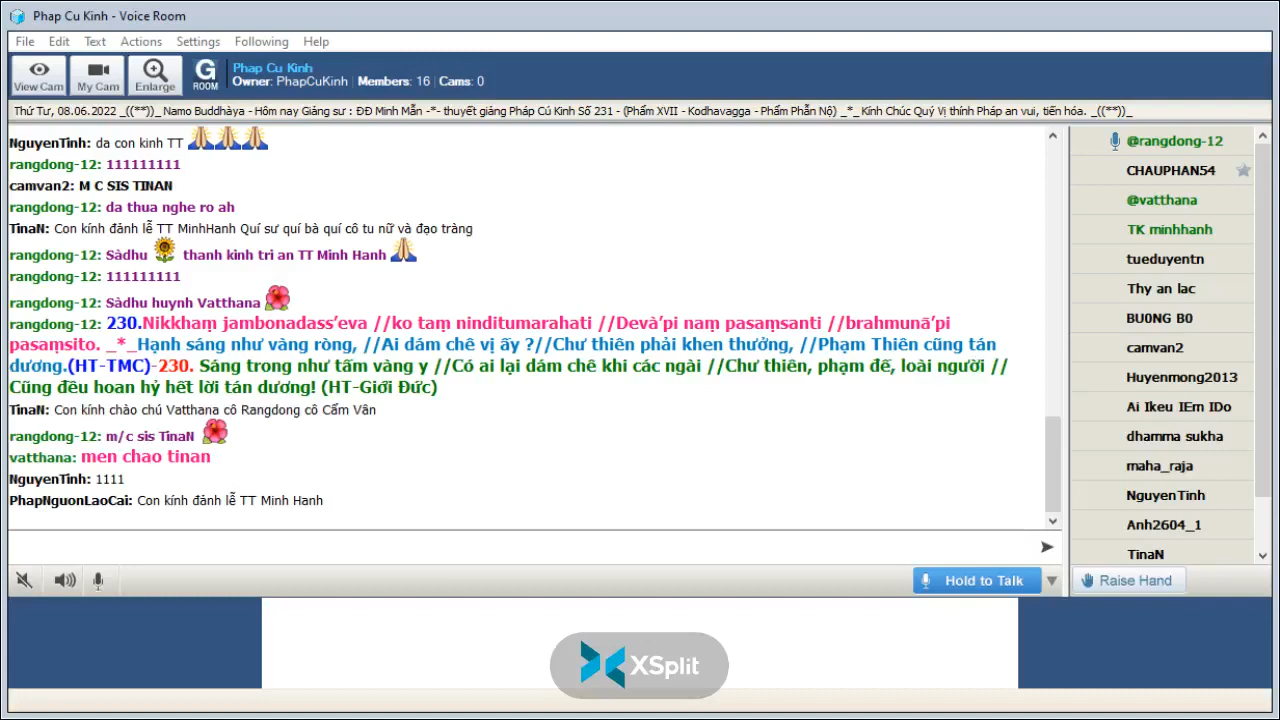 Phap Cu Kinh - Voice Room
File Edit Text Actions Settings Following Help
View Cam My Cam Enlarge G ROOM
Phap Cu Kinh
Owner: PhapCuKinh | Members: 16 | Cams: 0
Thứ Tư, 08.06.2022 _((**))_ Namo Buddhàya - Hôm nay Giảng sư : ĐĐ Minh Mẫn -*- thuyết giảng Pháp Cú Kinh Số 231 - (Phẩm XVII - Kodhavagga - Phẩm Phẫn Nộ) _*_ Kính Chúc Quý Vị thính Pháp an vui, tiến hóa. _((**))_
NguyenTinh: da con kinh TT
rangdong-12: 111111111
camvan2: M C SIS TINAN
rangdong-12: da thua nghe ro ah
TinaN: Con kính đảnh lễ TT MinhHanh Quí sư quí bà quí cô tu nữ và đạo tràng
rangdong-12: Sàdhu thanh kinh tri an TT Minh Hanh
rangdong-12: 111111111
rangdong-12: Sàdhu huynh Vatthana
rangdong-12: 230.Nikkhaṃ jambonadass’eva //ko taṃ ninditumarahati //Devà’pi naṃ pasaṃsanti //brahmunā’pi
pasaṃsito. _*_Hạnh sáng như vàng ròng, //Ai dám chê vị ấy ?//Chư thiên phải khen thưởng, //Phạm Thiên cũng tán
dương.(HT-TMC)-230. Sáng trong như tấm vàng y //Có ai lại dám chê khi các ngài //Chư thiên, phạm đế, loài người //
Cũng đều hoan hỷ hết lời tán dương! (HT-Giới Đức)
TinaN: Con kính chào chú Vatthana cô Rangdong cô Cẩm Vân
rangdong-12: m/c sis TinaN
vatthana: men chao tinan
NguyenTinh: 1111
PhapNguonLaoCai: Con kính đảnh lễ TT Minh Hanh
Hold to Talk
@rangdong-12
CHAUPHAN54
@vatthana
TK minhhanh
tueduyentn
Thy an lac
BU0NG B0
camvan2
Huyenmong2013
Ai Ikeu IEm IDo
dhamma sukha
maha_raja
NguyenTinh
Anh2604_1
TinaN
Raise Hand
XSplit